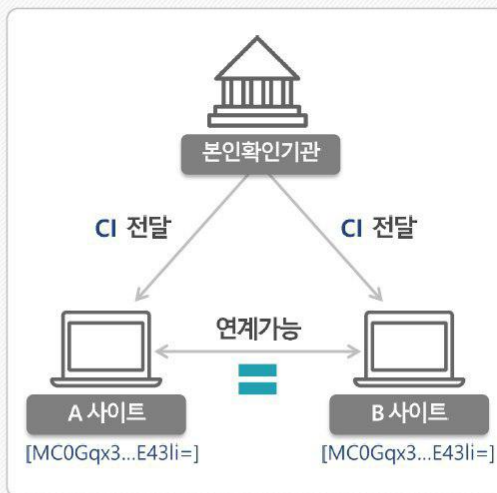 본인확인기관
CI 전달
CI 전달
연계가능
A 사이트
B 사이트
[MC0Gqx3...E43li=]
[MC0Gqx3...E43li=]